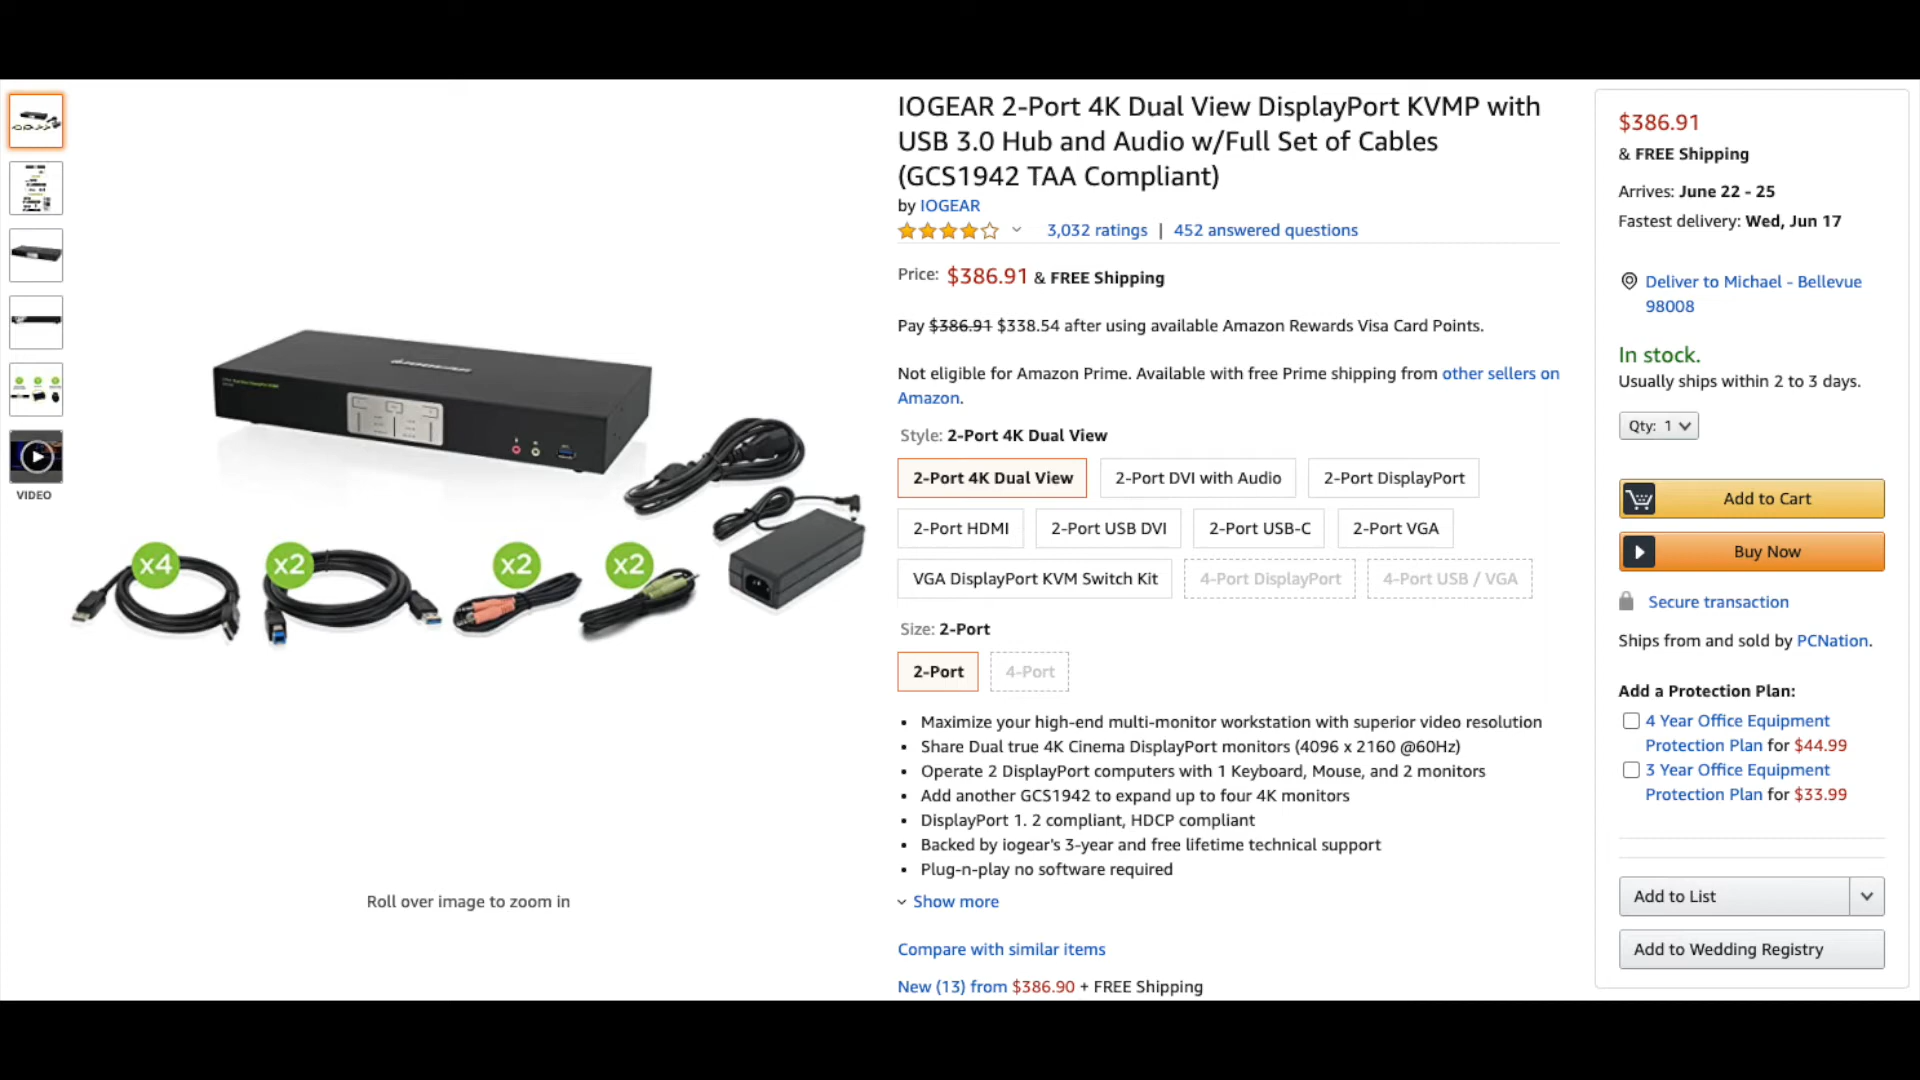 IOGEAR 2-Port 4K Dual View DisplayPort KVMP with
USB 3.0 Hub and Audio w/Full Set of Cables
(GCS1942 TAA Compliant)
by IOGEAR
3,032 ratings | 452 answered questions
Price: $386.91 & FREE Shipping
Pay $386.91 $338.54 after using available Amazon Rewards Visa Card Points.
Not eligible for Amazon Prime. Available with free Prime shipping from other sellers on
Amazon.
Style: 2-Port 4K Dual View
2-Port 4K Dual View
2-Port DVI with Audio
2-Port DisplayPort
2-Port HDMI
2-Port USB DVI
2-Port USB-C
2-Port VGA
VGA DisplayPort KVM Switch Kit
4-Port DisplayPort
4-Port USB / VGA
Size: 2-Port
2-Port
4-Port
• Maximize your high-end multi-monitor workstation with superior video resolution
• Share Dual true 4K Cinema DisplayPort monitors (4096 x 2160 @60Hz)
• Operate 2 DisplayPort computers with 1 Keyboard, Mouse, and 2 monitors
• Add another GCS1942 to expand up to four 4K monitors
• DisplayPort 1. 2 compliant, HDCP compliant
• Backed by iogear's 3-year and free lifetime technical support
• Plug-n-play no software required
Show more
Compare with similar items
New (13) from $386.90 + FREE Shipping
VIDEO
IOGEAR
x4
x2
x2
x2
Roll over image to zoom in
$386.91
& FREE Shipping
Arrives: June 22 - 25
Fastest delivery: Wed, Jun 17
Deliver to Michael - Bellevue
98008
In stock.
Usually ships within 2 to 3 days.
Qty: 1
Add to Cart
Buy Now
Secure transaction
Ships from and sold by PCNation.
Add a Protection Plan:
4 Year Office Equipment
Protection Plan for $44.99
3 Year Office Equipment
Protection Plan for $33.99
Add to List
Add to Wedding Registry